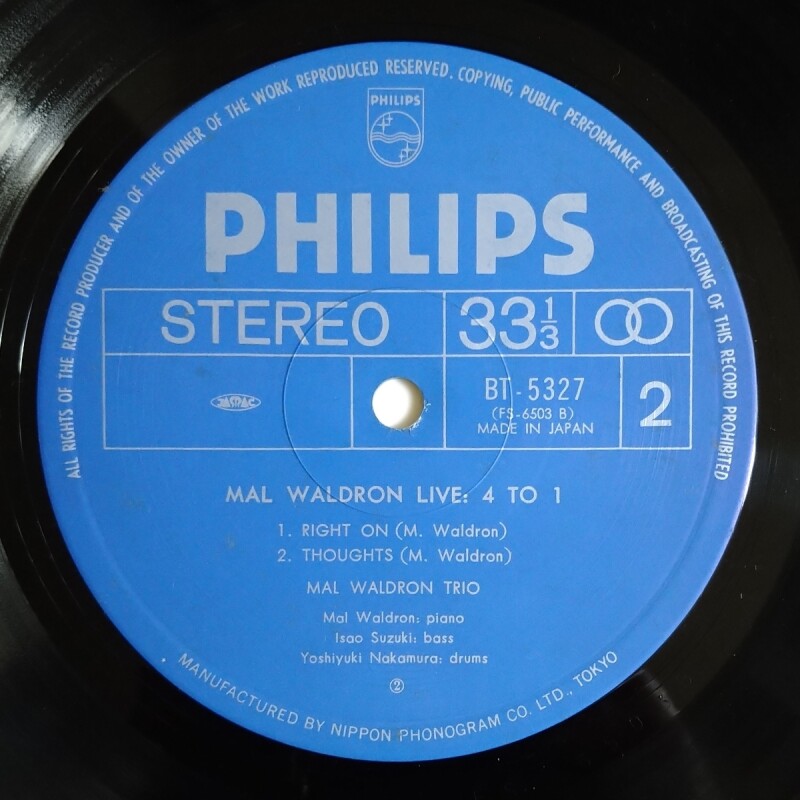 ALL RIGHTS OF THE RECORD PRODUCER AND OF THE OWNER OF THE WORK REPRODUCED RESERVED. COPYING, PUBLIC PERFORMANCE AND BROADCASTING OF THIS RECORD PROHIBITED
PHILIPS
PHILIPS
STEREO 33 1/3
JASRAC
BT-5327
(FS-6503 B)
MADE IN JAPAN
2
MAL WALDRON LIVE: 4 TO 1
1. RIGHT ON (M. Waldron)
2. THOUGHTS (M. Waldron)
MAL WALDRON TRIO
Mal Waldron: piano
Isao Suzuki: bass
Yoshiyuki Nakamura: drums
②
MANUFACTURED BY NIPPON PHONOGRAM CO. LTD., TOKYO